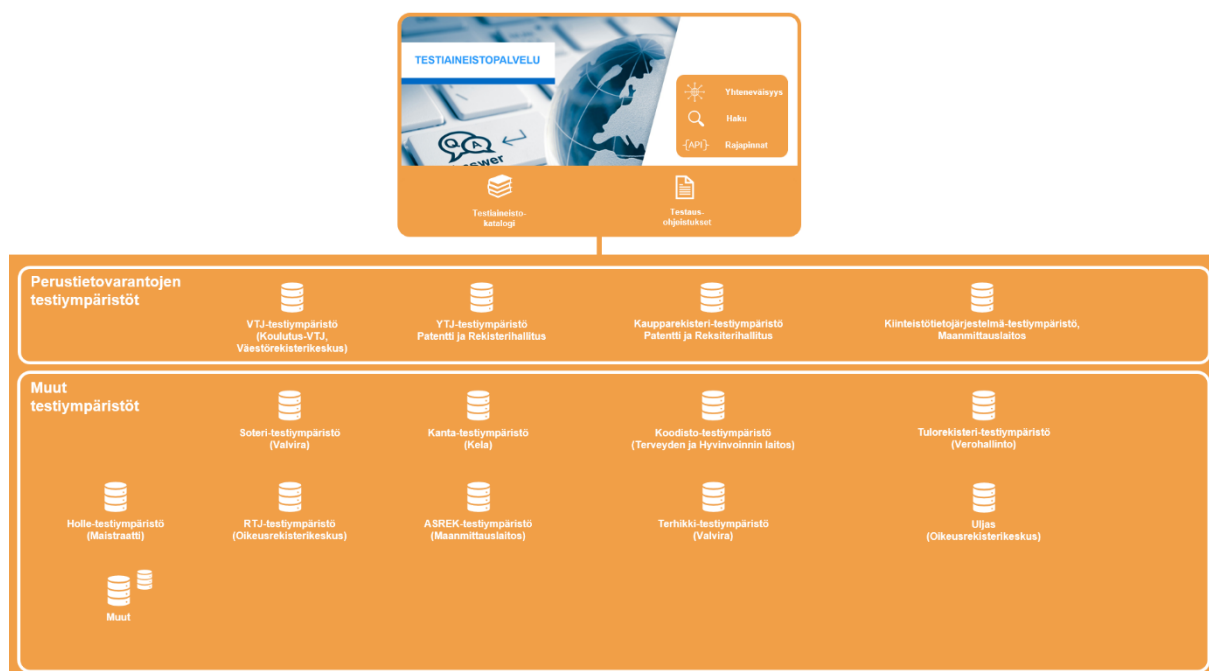 TESTIAINEISTOPALVELU
Yhteneväisyys
Haku
-{API}-
Rajapinnat
Q
A
Answer
Testiaineisto-
katalogi
Testaus-
ohjeistukset
Perustietovarantojen
testiympäristöt
VTJ-testiympäristö
(Koulutus-VTJ,
Väestörekisterikeskus)
YTJ-testiympäristö
Patentti ja Rekisterihallitus
Kaupparekisteri-testiympäristö
Patentti ja Reksiterihallitus
Kiinteistötietojärjestelmä-testiympäristö,
Maanmittauslaitos
Muut
testiympäristöt
Soteri-testiympäristö
(Valvira)
Kanta-testiympäristö
(Kela)
Koodisto-testiympäristö
(Terveyden ja Hyvinvoinnin laitos)
Tulorekisteri-testiympäristö
(Verohallinto)
Holle-testiympäristö
(Maistraatti)
RTJ-testiympäristö
(Oikeusrekisterikeskus)
ASREK-testiympäristö
(Maanmittauslaitos)
Terhikki-testiympäristö
(Valvira)
Uljas
(Oikeusrekisterikeskus)
Muut